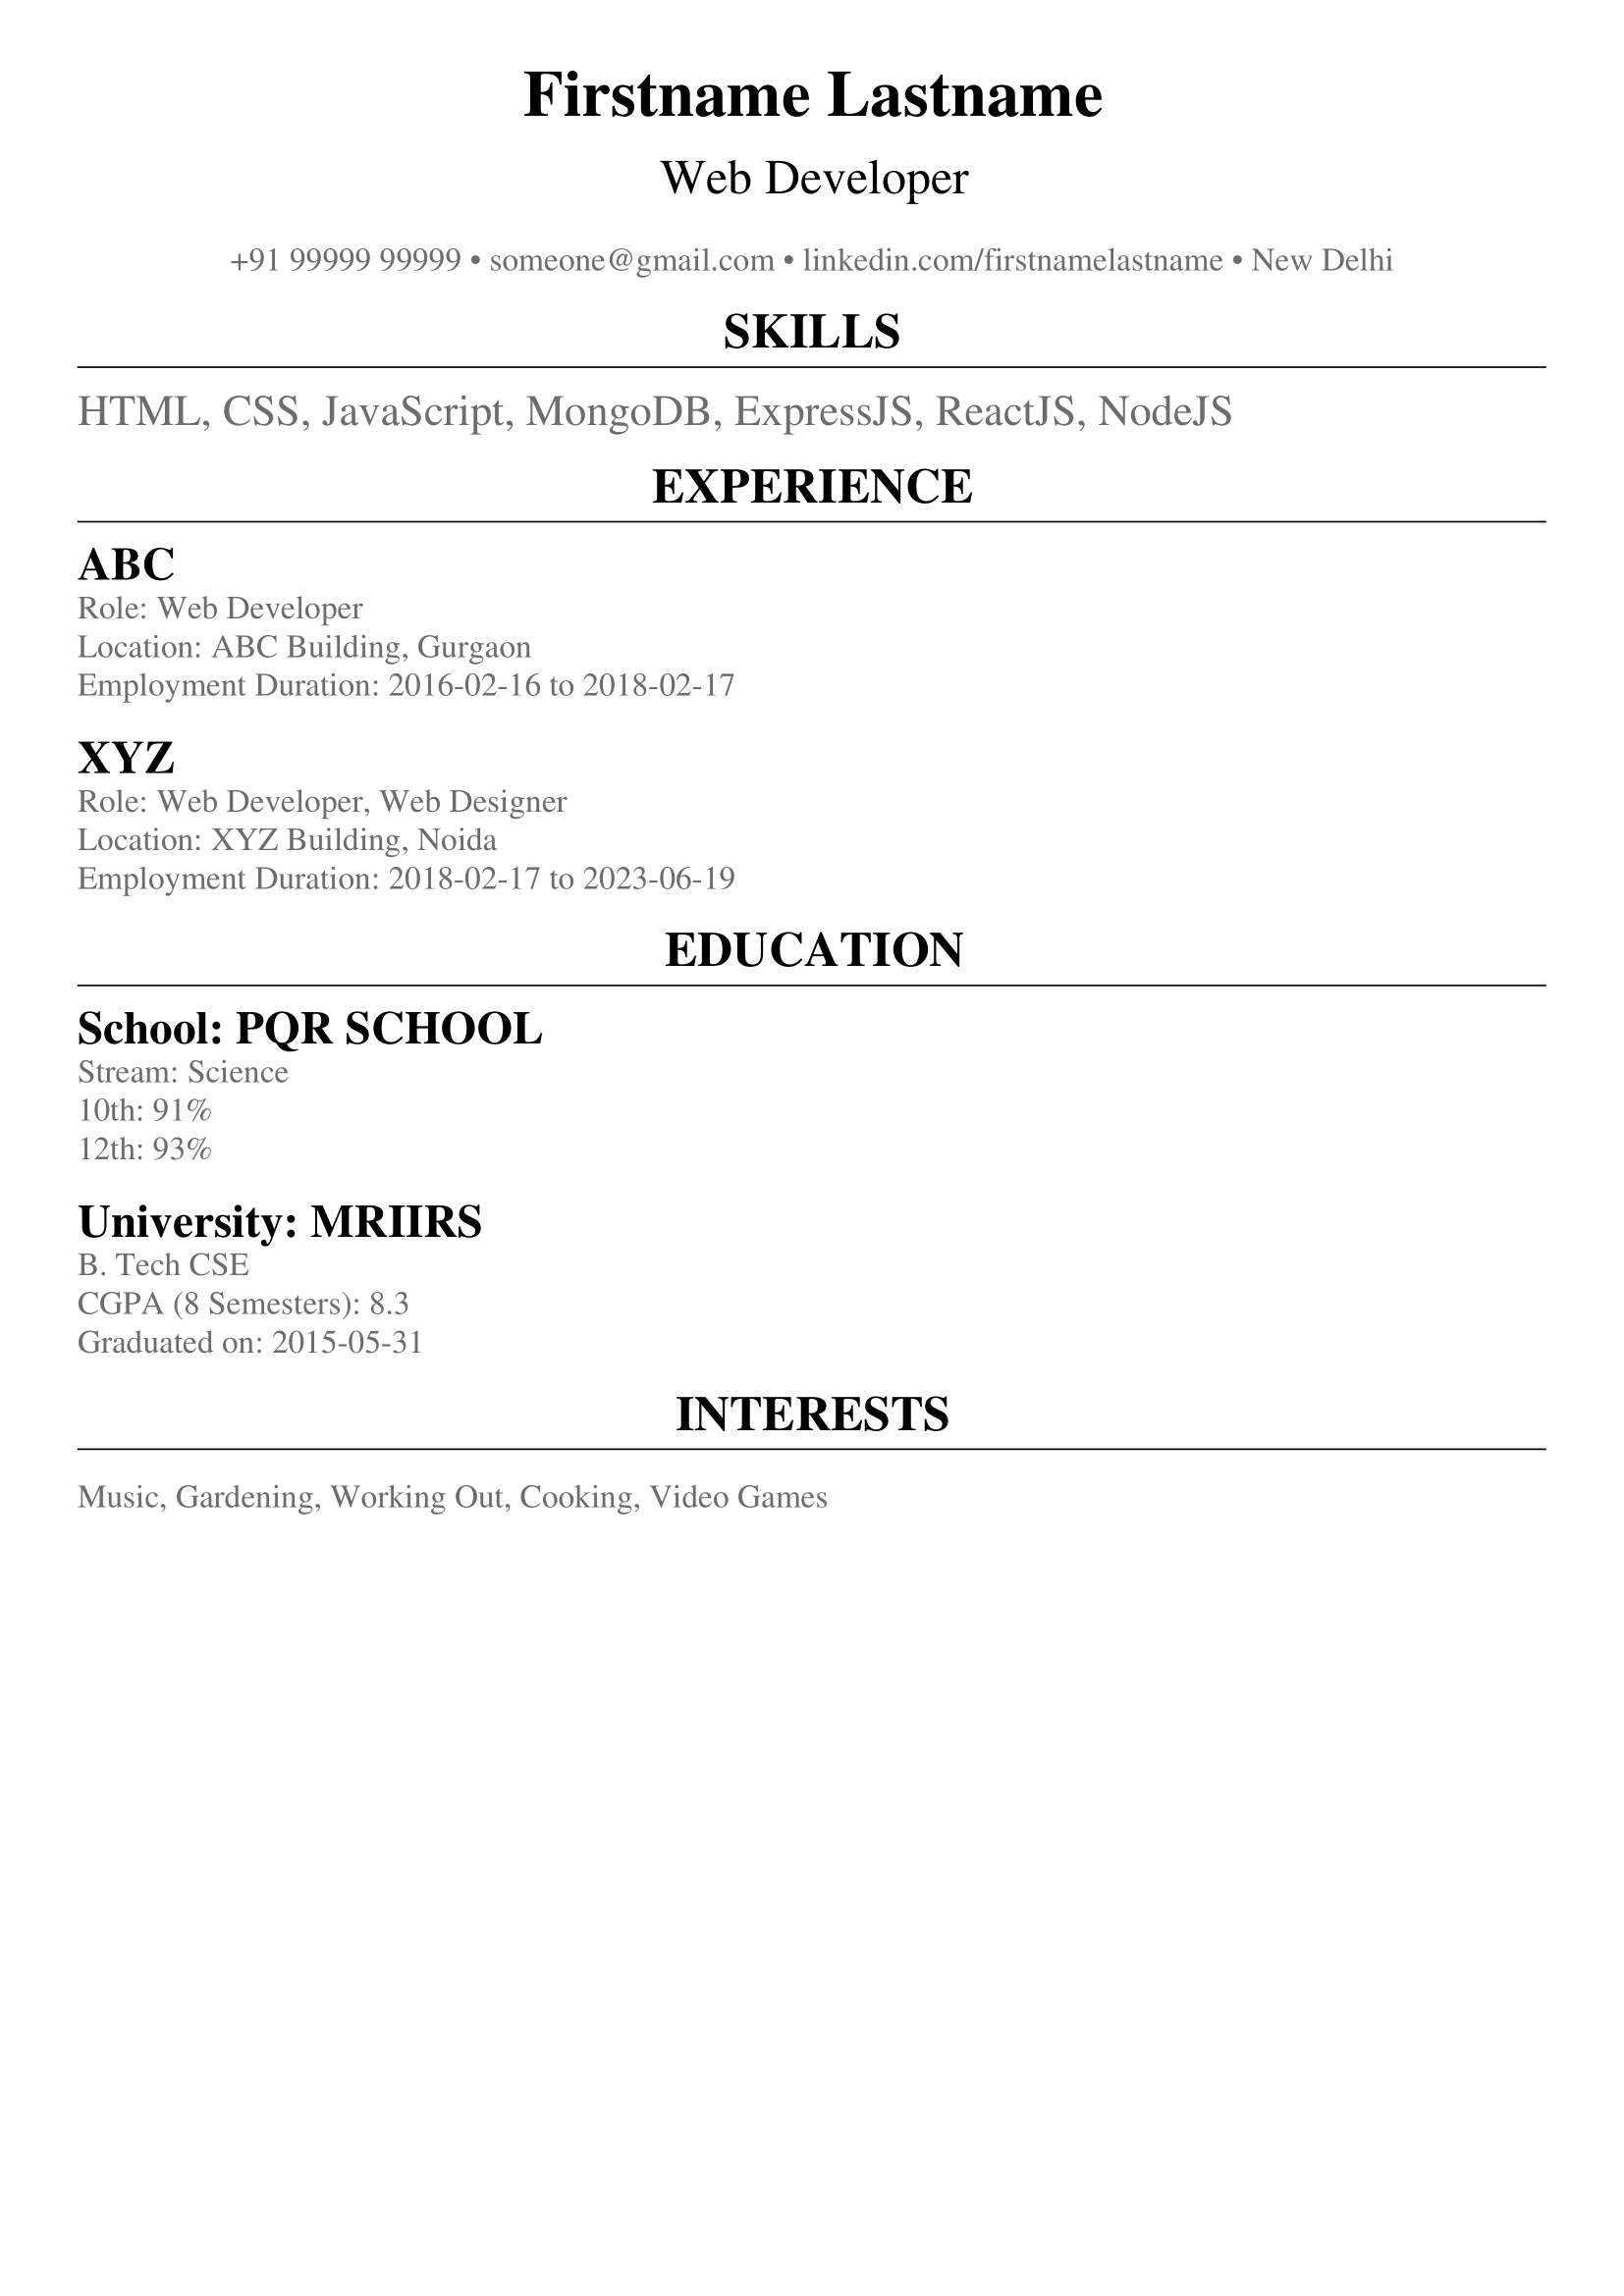 Firstname Lastname
Web Developer
+91 99999 99999 • someone@gmail.com • linkedin.com/firstnamelastname • New Delhi
SKILLS
HTML, CSS, JavaScript, MongoDB, ExpressJS, ReactJS, NodeJS
EXPERIENCE
ABC
Role: Web Developer
Location: ABC Building, Gurgaon
Employment Duration: 2016-02-16 to 2018-02-17
XYZ
Role: Web Developer, Web Designer
Location: XYZ Building, Noida
Employment Duration: 2018-02-17 to 2023-06-19
EDUCATION
School: PQR SCHOOL
Stream: Science
10th: 91%
12th: 93%
University: MRIIRS
B. Tech CSE
CGPA (8 Semesters): 8.3
Graduated on: 2015-05-31
INTERESTS
Music, Gardening, Working Out, Cooking, Video Games